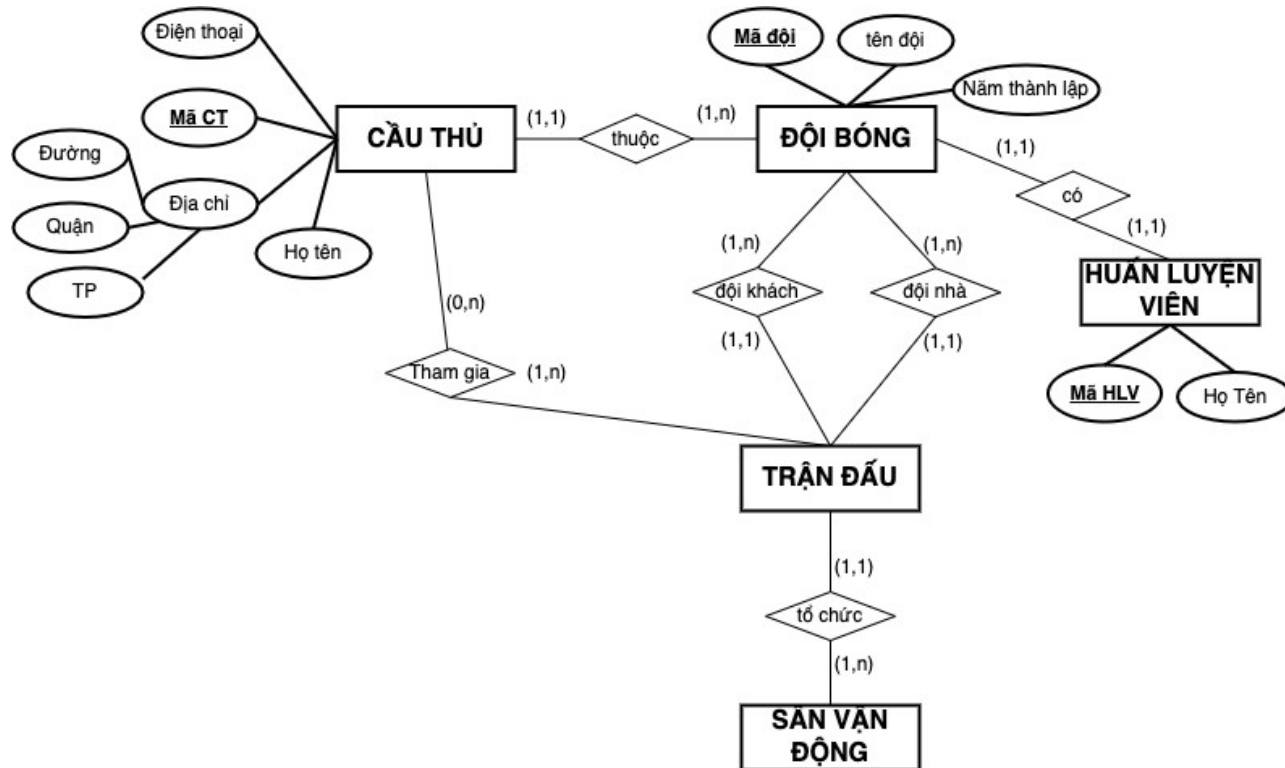 Điện thoại
Mã đội
tên đội
Năm thành lập
Mã CT
CẦU THỦ
(1,1)
thuộc
(1,n)
ĐỘI BÓNG
Đường
(1,1)
Địa chỉ
có
Quận
Họ tên
(1,n)
(1,n)
(1,1)
TP
(0,n)
đội khách
đội nhà
HUẤN LUYỆN
VIÊN
(1,1)
(1,1)
Tham gia
(1,n)
Mã HLV
Họ Tên
TRẬN ĐẤU
(1,1)
tổ chức
(1,n)
SÂN VẬN
ĐỘNG